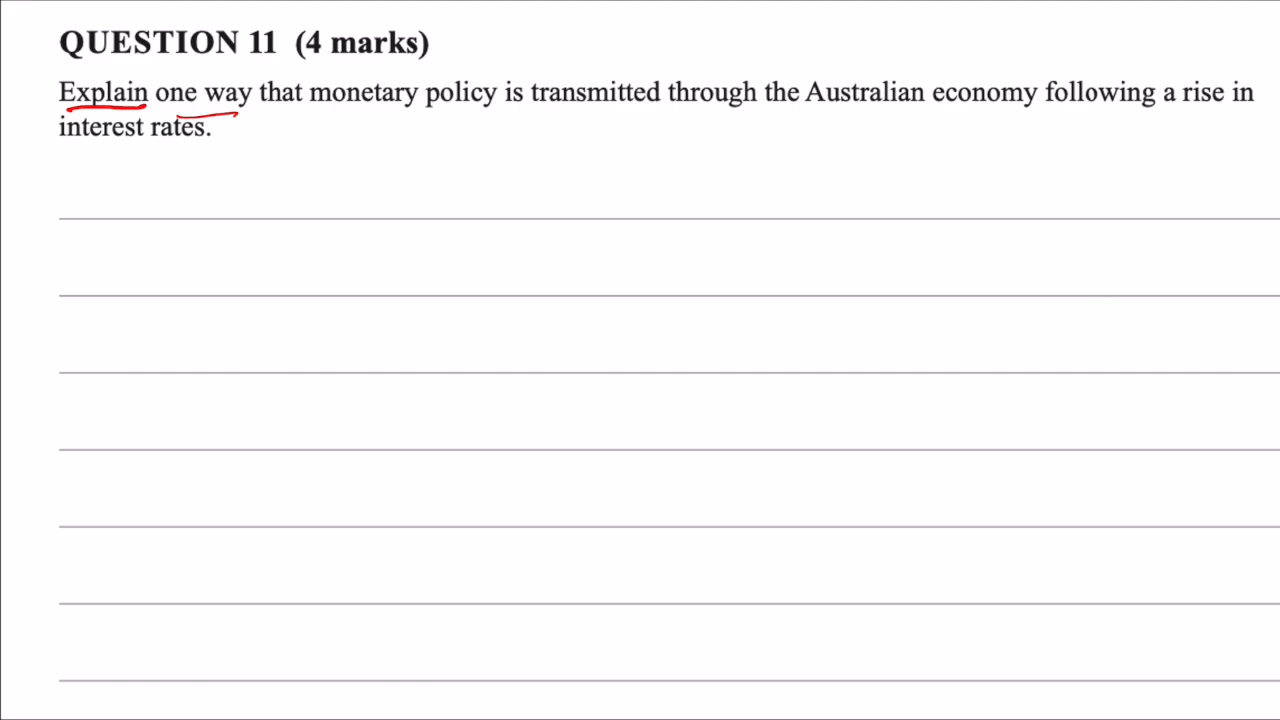 QUESTION 11 (4 marks)
Explain one way that monetary policy is transmitted through the Australian economy following a rise in
interest rates.